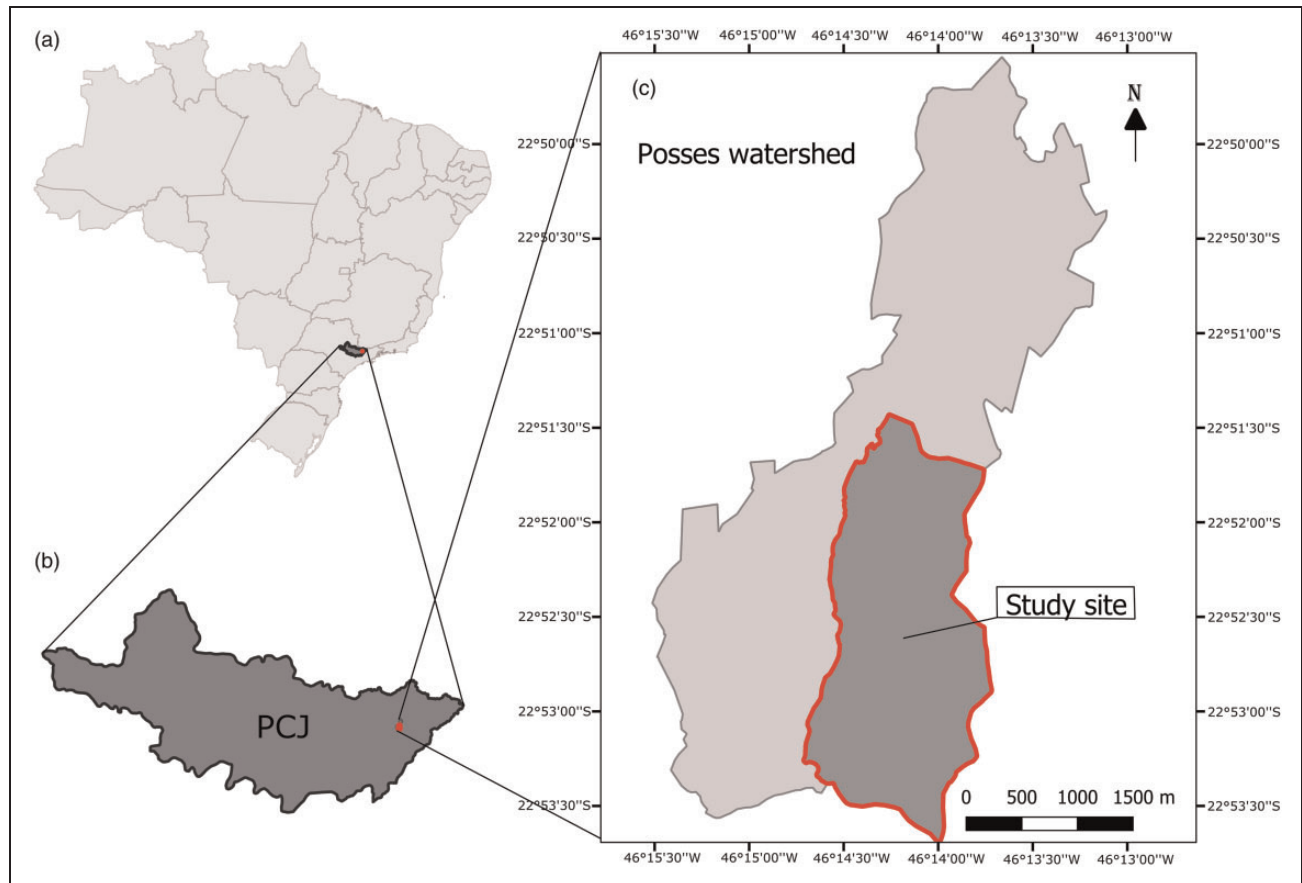 (a)
46°15'30"W 46°15'00"W 46°14'30"W 46°14'00"W 46°13'30"W 46°13'00"W
(c)
N
Posses watershed
22°50'00"S 22°50'00"S
22°50'30"S 22°50'30"S
22°51'00"S 22°51'00"S
22°51'30"S 22°51'30"S
22°52'00"S 22°52'00"S
(b)
22°52'30"S 22°52'30"S
Study site
22°53'00"S 22°53'00"S
PCJ
22°53'30"S 22°53'30"S
0 500 1000 1500 m
46°15'30"W 46°15'00"W 46°14'30"W 46°14'00"W 46°13'30"W 46°13'00"W